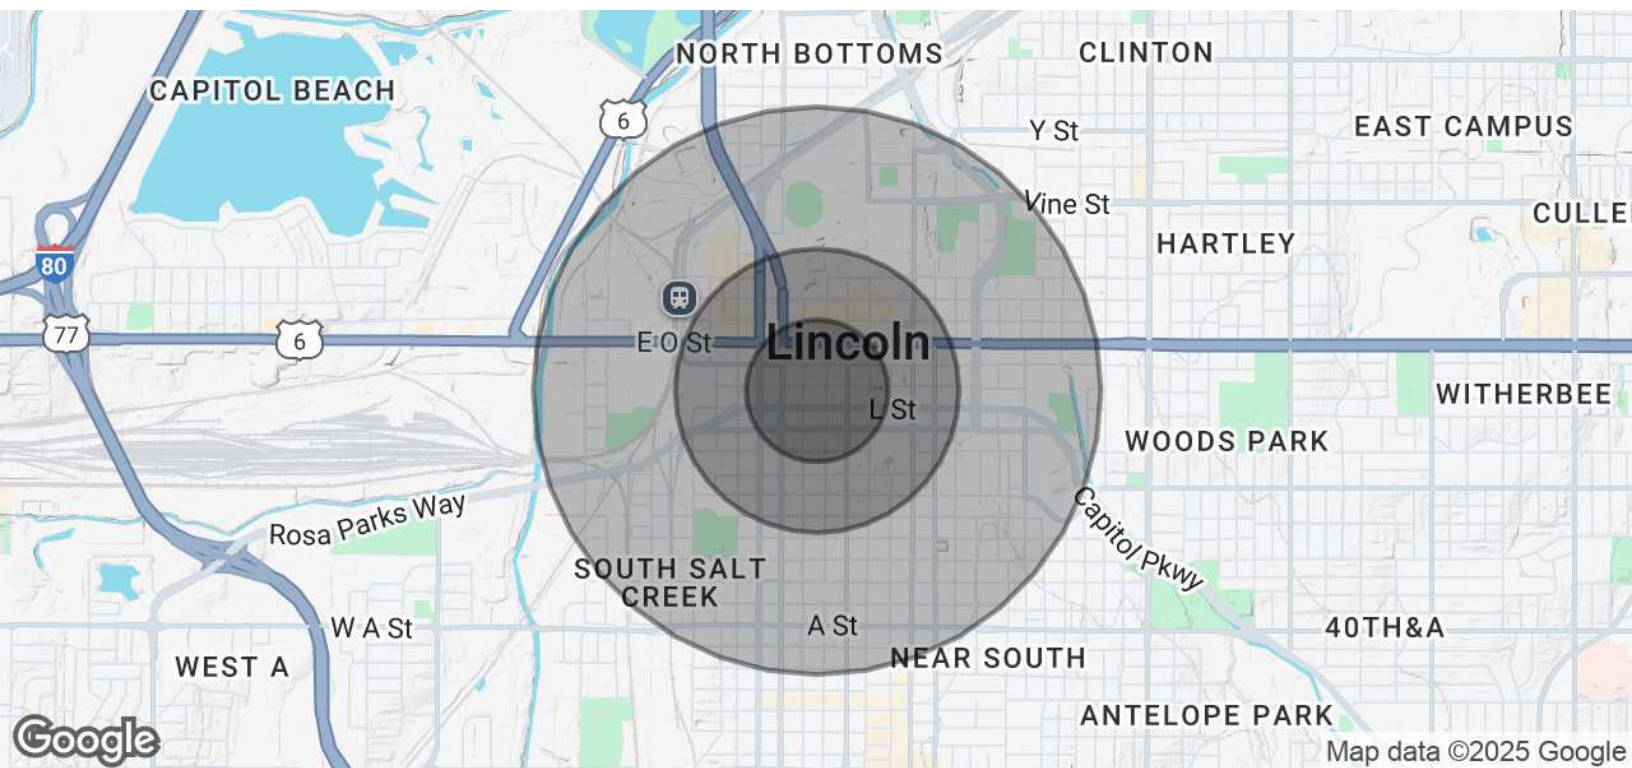 NORTH BOTTOMS
CLINTON
CAPITOL BEACH
6
Y St
EAST CAMPUS
Vine St
CULLE
HARTLEY
80
77
6
E O St
Lincoln
L St
WITHERBEE
WOODS PARK
Rosa Parks Way
Capitol Pkwy
SOUTH SALT
CREEK
W A St
A St
40TH&A
WEST A
NEAR SOUTH
ANTELOPE PARK
Google
Map data ©2025 Google